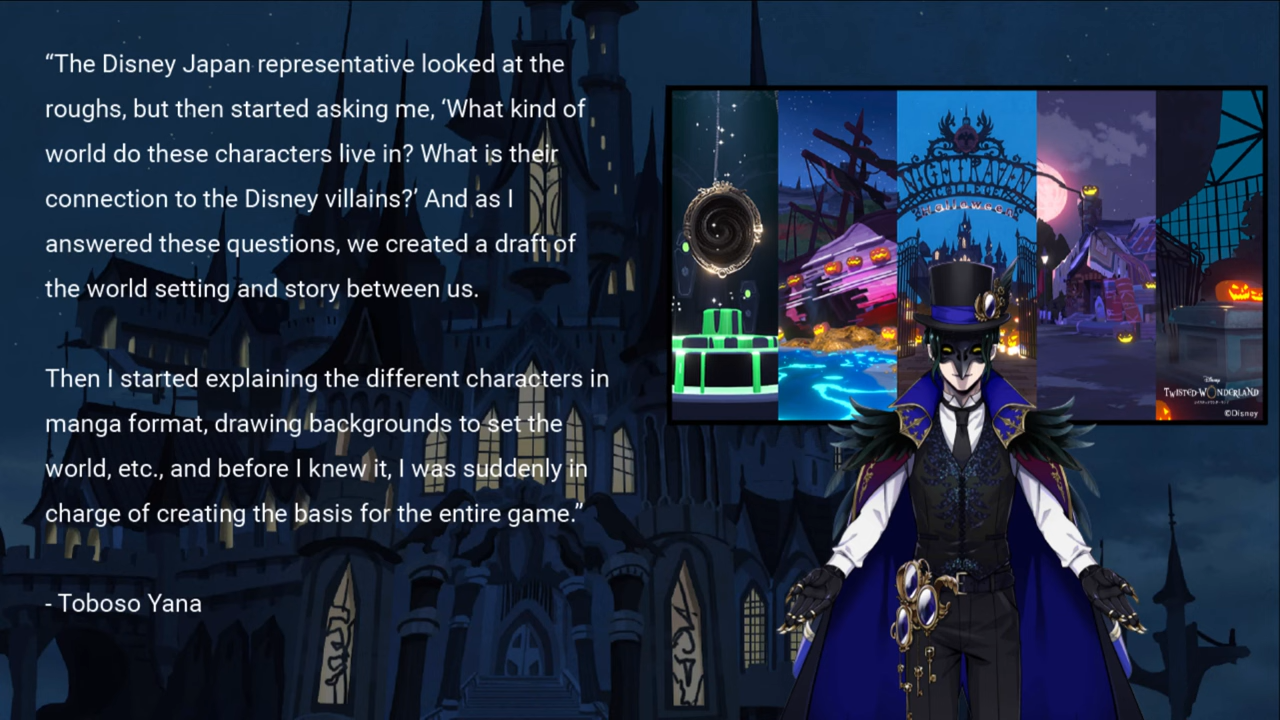 “The Disney Japan representative looked at the
roughs, but then started asking me, ‘What kind of
world do these characters live in? What is their
connection to the Disney villains?’ And as I
answered these questions, we created a draft of
the world setting and story between us.
Then I started explaining the different characters in
manga format, drawing backgrounds to set the
world, etc., and before I knew it, I was suddenly in
charge of creating the basis for the entire game.”
- Toboso Yana
NIGHT RAVEN
COLLEGE
Halloween
Disney
TWISTED-WONDERLAND
©Disney